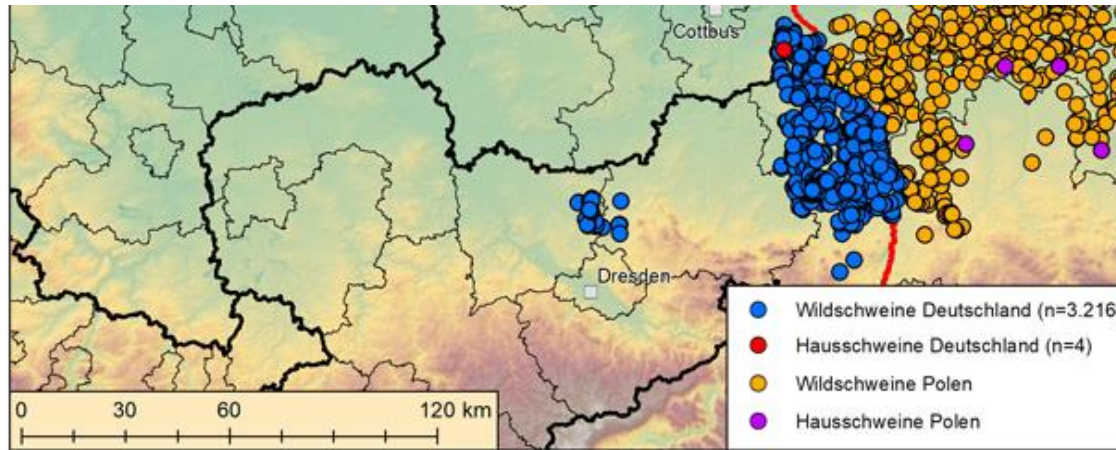 Cottbus
Dresden
Wildschweine Deutschland (n=3.216
Hausschweine Deutschland (n=4)
Wildschweine Polen
Hausschweine Polen
0 30 60 120 km